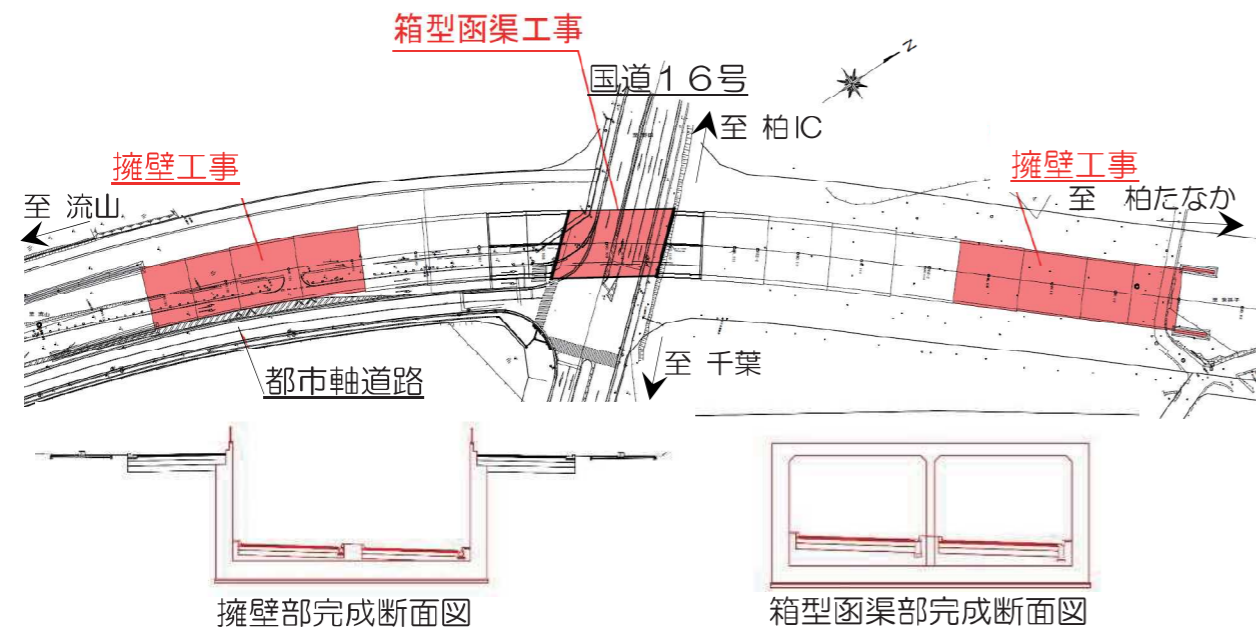 箱型函渠工事
国道16号
N
至 柏IC
擁壁工事
擁壁工事
至 流山
至 柏たなか
至 千葉
都市軸道路
擁壁部完成断面図
箱型函渠部完成断面図